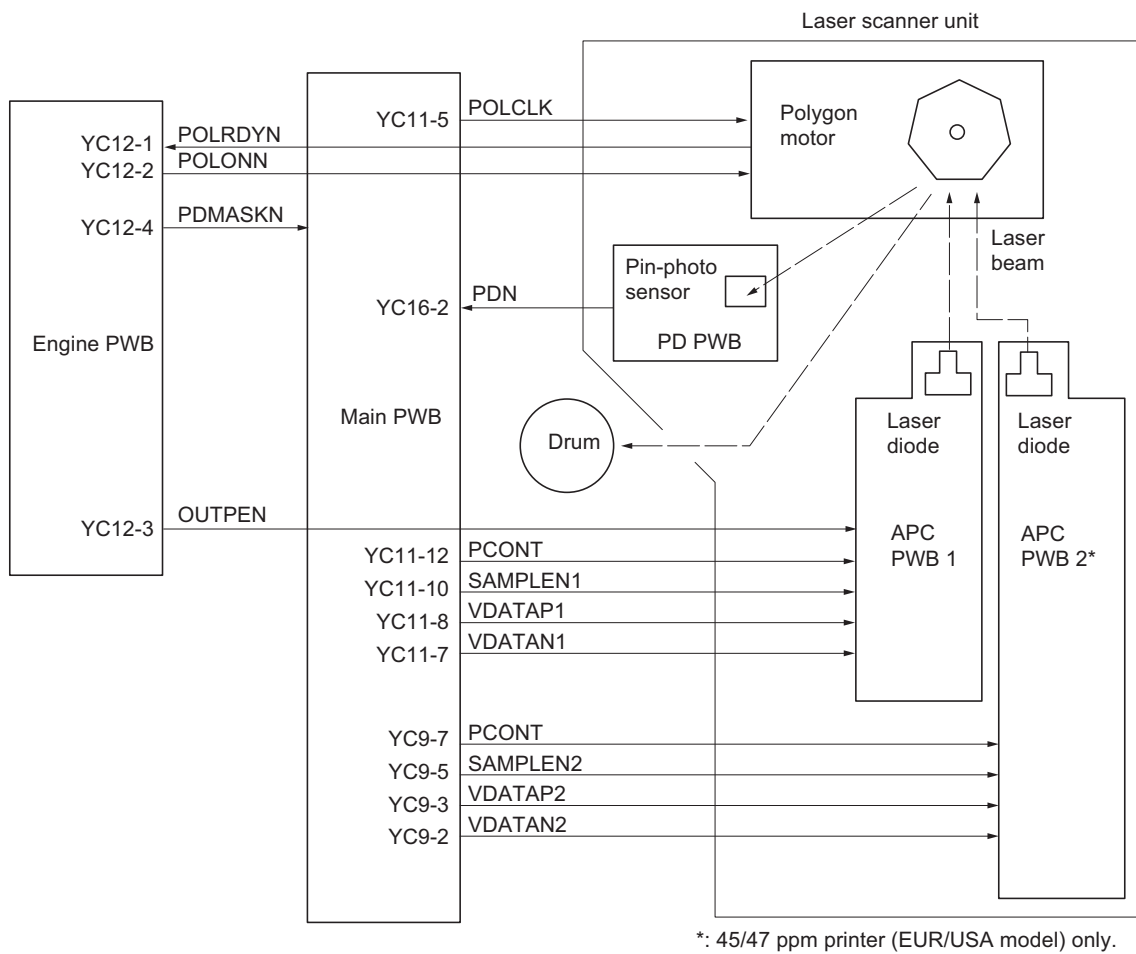 Laser scanner unit
YC11-5
POLCLK
Polygon
motor
YC12-1
POLRDYN
YC12-2
POLONN
YC12-4
PDMASKN
Laser
beam
Pin-photo
sensor
PD PWB
YC16-2
PDN
Engine PWB
Main PWB
Drum
Laser
diode
Laser
diode
APC
PWB 1
APC
PWB 2*
YC12-3
OUTPEN
YC11-12
PCONT
YC11-10
SAMPLEN1
YC11-8
VDATAP1
YC11-7
VDATAN1
YC9-7
PCONT
YC9-5
SAMPLEN2
YC9-3
VDATAP2
YC9-2
VDATAN2
*: 45/47 ppm printer (EUR/USA model) only.